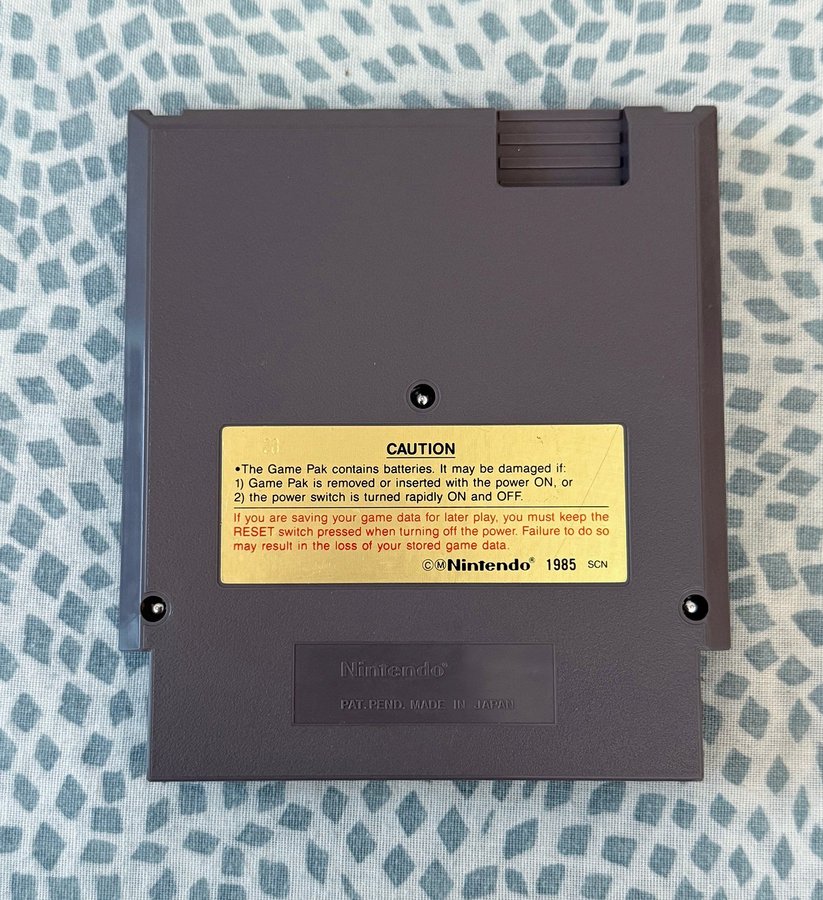 28
CAUTION
•The Game Pak contains batteries. It may be damaged if:
1) Game Pak is removed or inserted with the power ON, or
2) the power switch is turned rapidly ON and OFF.
If you are saving your game data for later play, you must keep the
RESET switch pressed when turning off the power. Failure to do so
may result in the loss of your stored game data.
©Ⓜ Nintendo® 1985 SCN
Nintendo®
PAT. PEND. MADE IN JAPAN